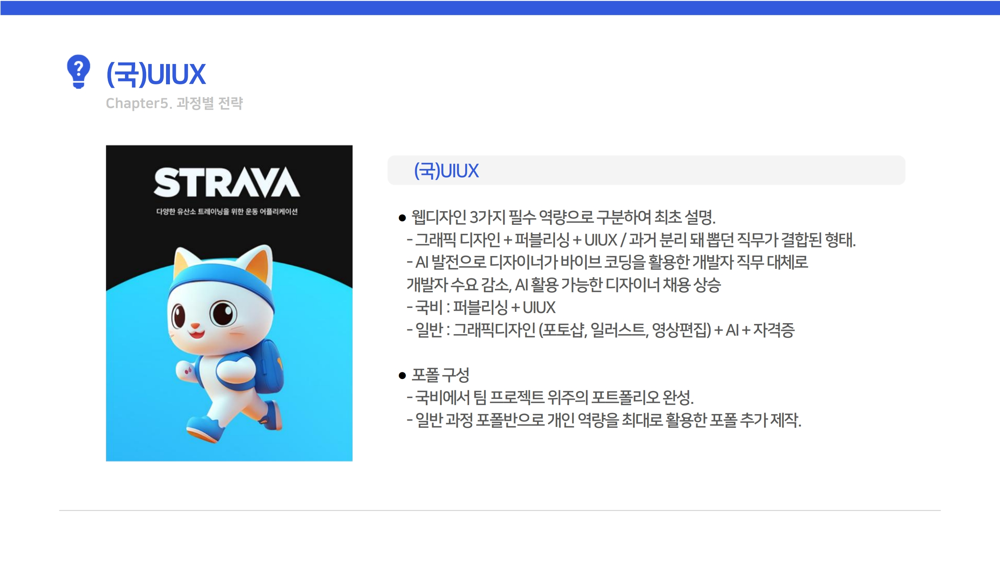 (국)UIUX
Chapter5. 과정별 전략
STRAVA
다양한 유산소 트레이닝을 위한 운동 어플리케이션
(국)UIUX
● 웹디자인 3가지 필수 역량으로 구분하여 최초 설명.
- 그래픽 디자인 + 퍼블리싱 + UIUX / 과거 분리 돼 뽑던 직무가 결합된 형태.
- AI 발전으로 디자이너가 바이브 코딩을 활용한 개발자 직무 대체로
개발자 수요 감소, AI 활용 가능한 디자이너 채용 상승
- 국비 : 퍼블리싱 + UIUX
- 일반 : 그래픽디자인 (포토샵, 일러스트, 영상편집) + AI + 자격증
● 포폴 구성
- 국비에서 팀 프로젝트 위주의 포트폴리오 완성.
- 일반 과정 포폴반으로 개인 역량을 최대로 활용한 포폴 추가 제작.